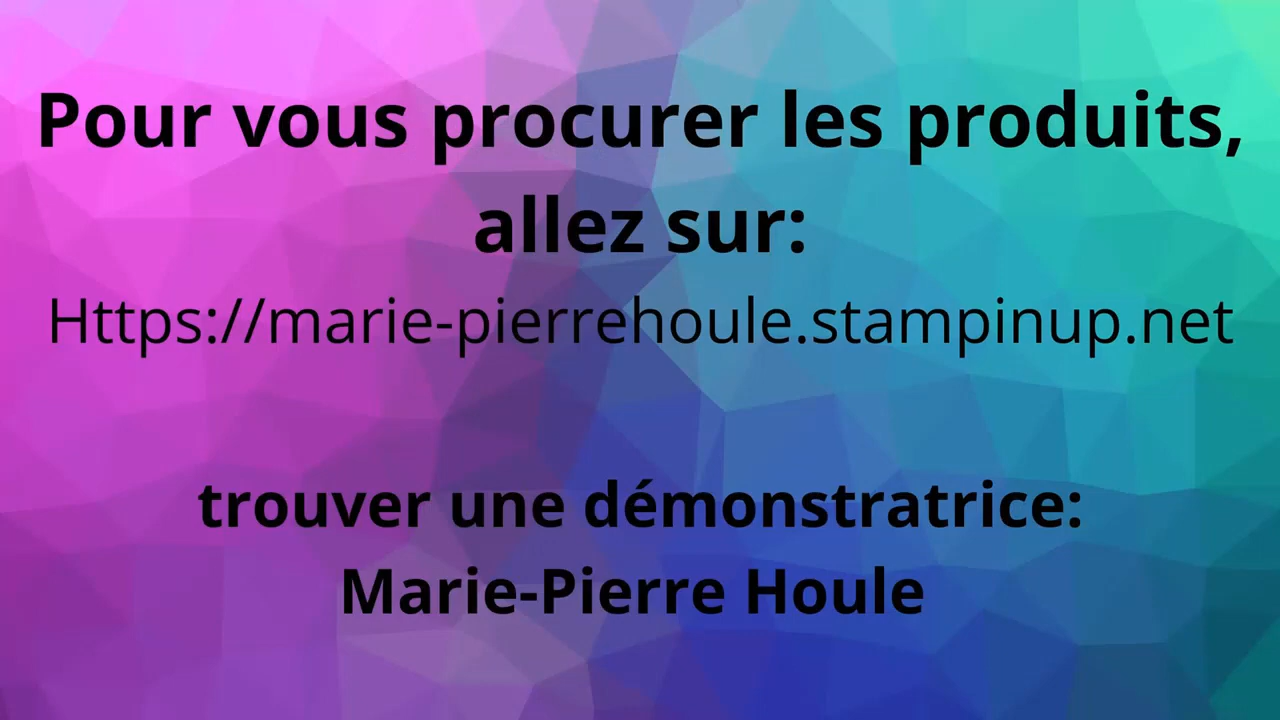 Pour vous procurer les produits,
allez sur:
Https://marie-pierrehoule.stampinup.net
trouver une démonstratrice:
Marie-Pierre Houle